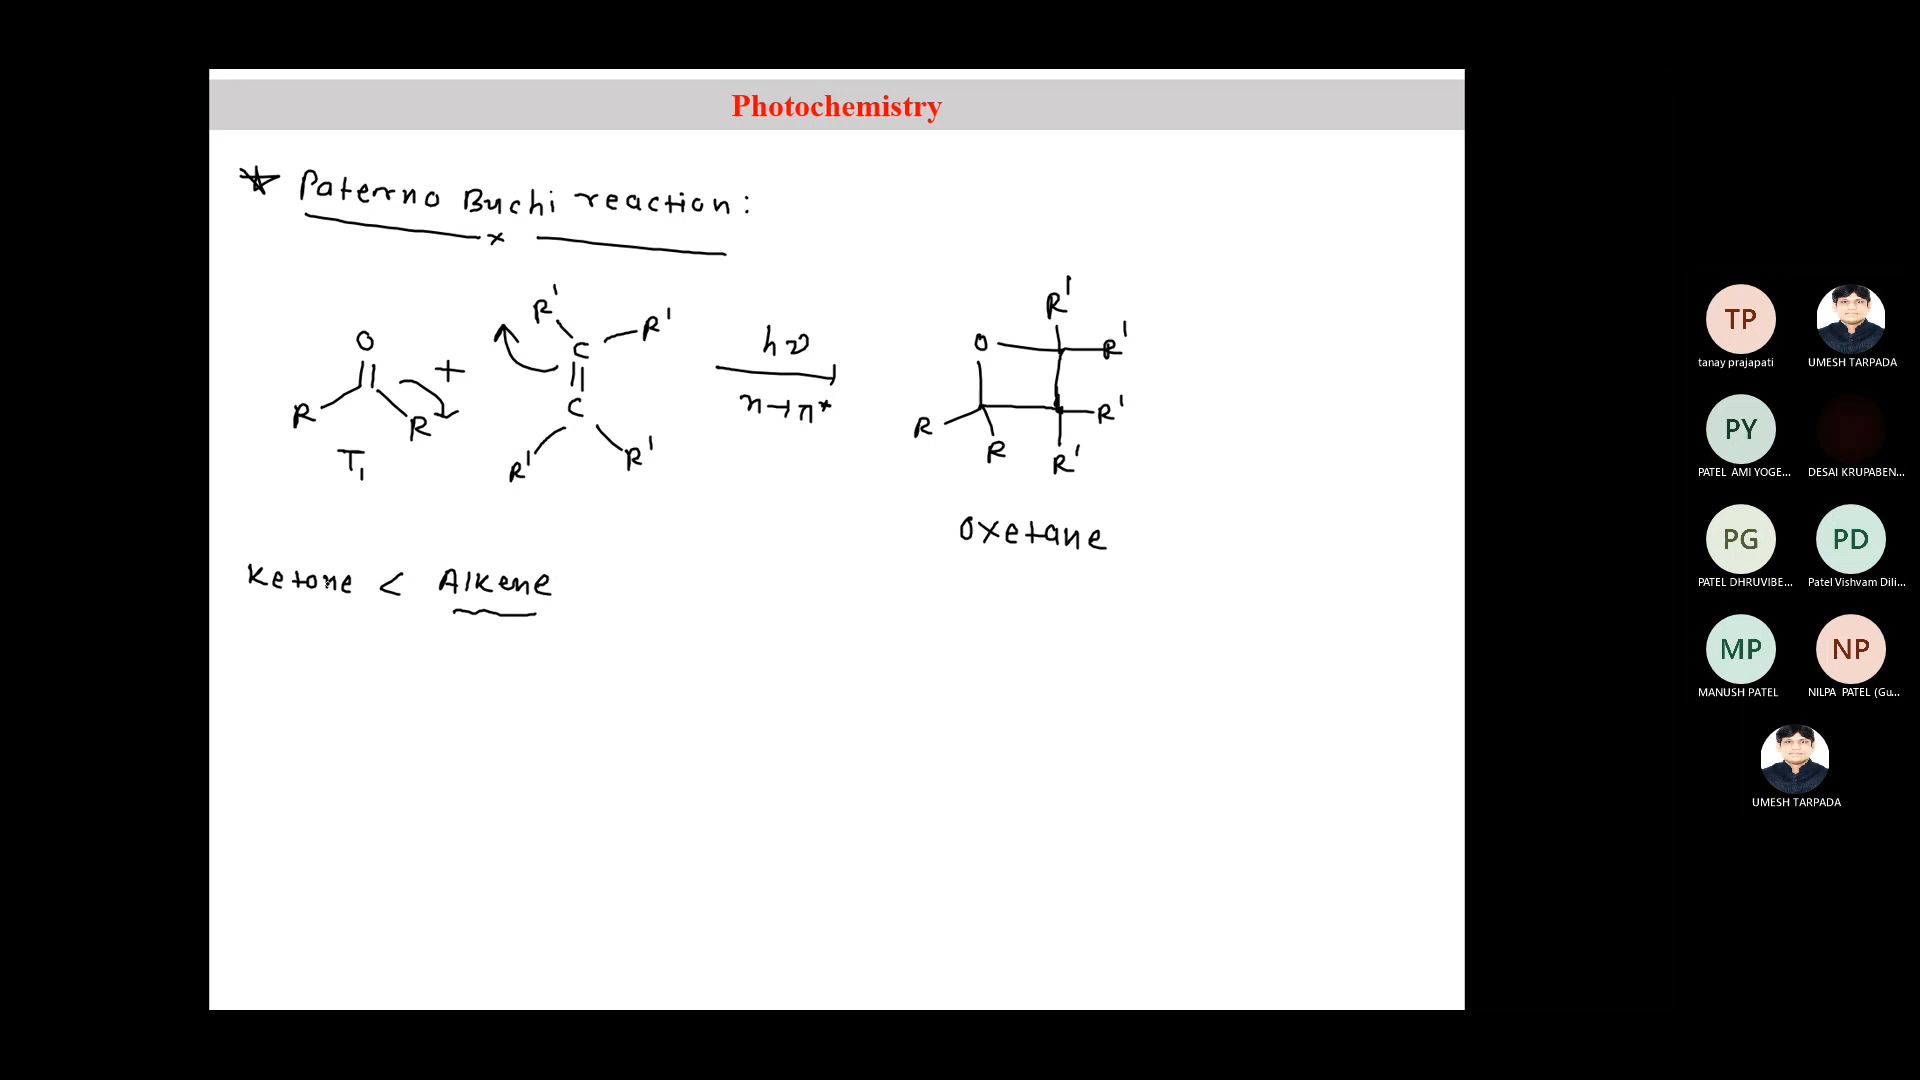 Photochemistry
Paterno Buchi reaction:
x
R' R'
O C hν R' O R'
+ n→π*
R R C R'
T₁ R' R' R R R'
Oxetane
Ketone < Alkene
TP
tanay prajapati UMESH TARPADA
PY
PATEL AMI YOGE... DESAI KRUPABEN...
PG PD
PATEL DHRUVIBE... Patel Vishvam Dili...
MP NP
MANUSH PATEL NILPA PATEL (Gu...
UMESH TARPADA